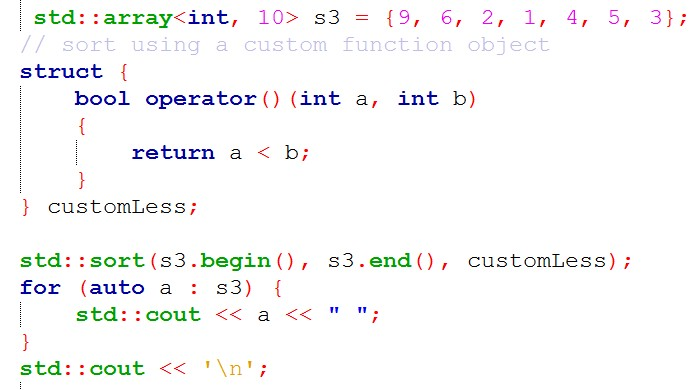 std::array<int, 10> s3 = {9, 6, 2, 1, 4, 5, 3};
// sort using a custom function object
struct {
    bool operator()(int a, int b)
    {
        return a < b;
    }
} customLess;

std::sort(s3.begin(), s3.end(), customLess);
for (auto a : s3) {
    std::cout << a << " ";
}
std::cout << '\n';